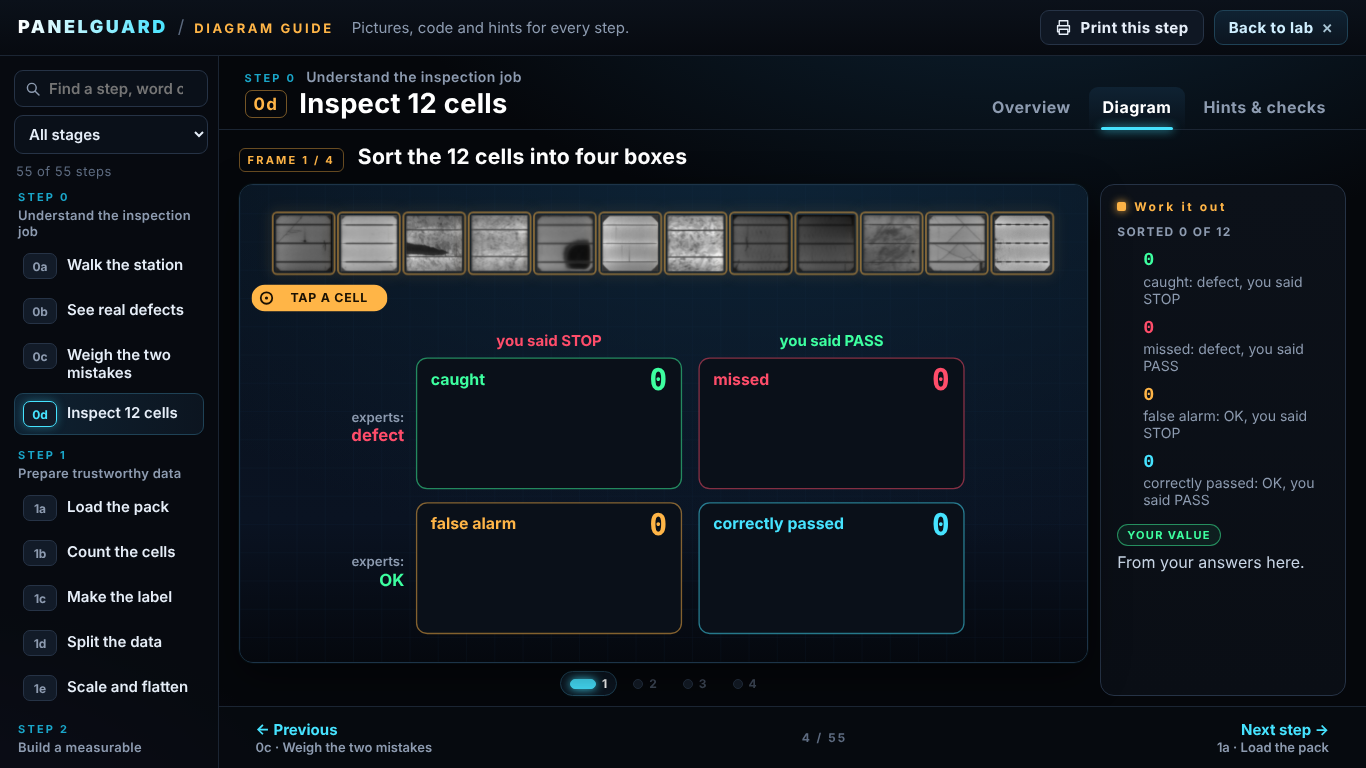 PANELGUARD / DIAGRAM GUIDE Pictures, code and hints for every step.
Print this step
Back to lab ×
Find a step, word c
All stages
55 of 55 steps
STEP 0
Understand the inspection
job
0a Walk the station
0b See real defects
0c Weigh the two
mistakes
0d Inspect 12 cells
STEP 1
Prepare trustworthy data
1a Load the pack
1b Count the cells
1c Make the label
1d Split the data
1e Scale and flatten
STEP 2
Build a measurable
STEP 0 Understand the inspection job
0d Inspect 12 cells
Overview
Diagram
Hints & checks
FRAME 1 / 4 Sort the 12 cells into four boxes
TAP A CELL
you said STOP
you said PASS
experts:
defect
caught 0
missed 0
experts:
OK
false alarm 0
correctly passed 0
1 2 3 4
Work it out
SORTED 0 OF 12
0
caught: defect, you said
STOP
0
missed: defect, you said
PASS
0
false alarm: OK, you said
STOP
0
correctly passed: OK, you
said PASS
YOUR VALUE
From your answers here.
← Previous
0c · Weigh the two mistakes
4 / 55
Next step →
1a · Load the pack